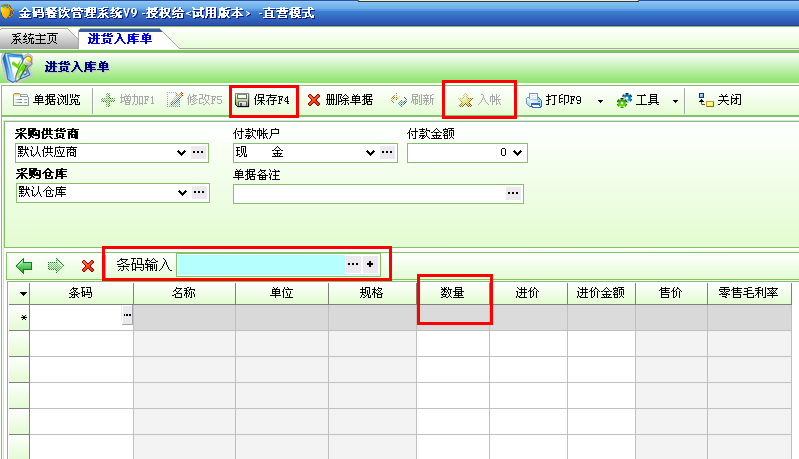 金码餐饮管理系统V9 -授权给<试用版本> -直营模式
系统主页 进货入库单
进货入库单
单据浏览 增加F1 修改F5 保存F4 删除单据 刷新 入帐 打印F9 工具 关闭
采购供货商 付款帐户 付款金额
默认供应商 现 金 0
采购仓库 单据备注
默认仓库
条码输入
条码 名称 单位 规格 数量 进价 进价金额 售价 零售毛利率